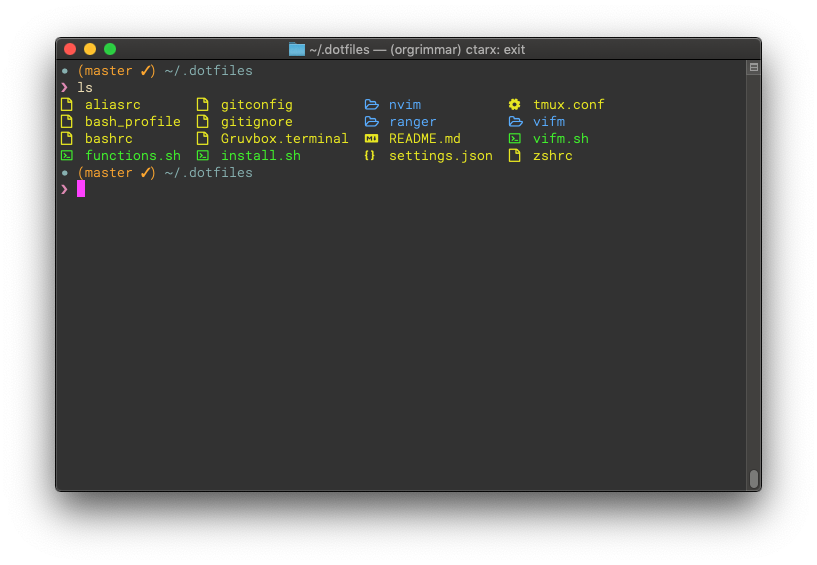 ~/.dotfiles — (orgrimmar) ctarx: exit
• (master ✓) ~/.dotfiles
❯ ls
aliasrc gitconfig nvim tmux.conf
bash_profile gitignore ranger vifm
bashrc Gruvbox.terminal README.md vifm.sh
functions.sh install.sh {} settings.json zshrc
• (master ✓) ~/.dotfiles
❯